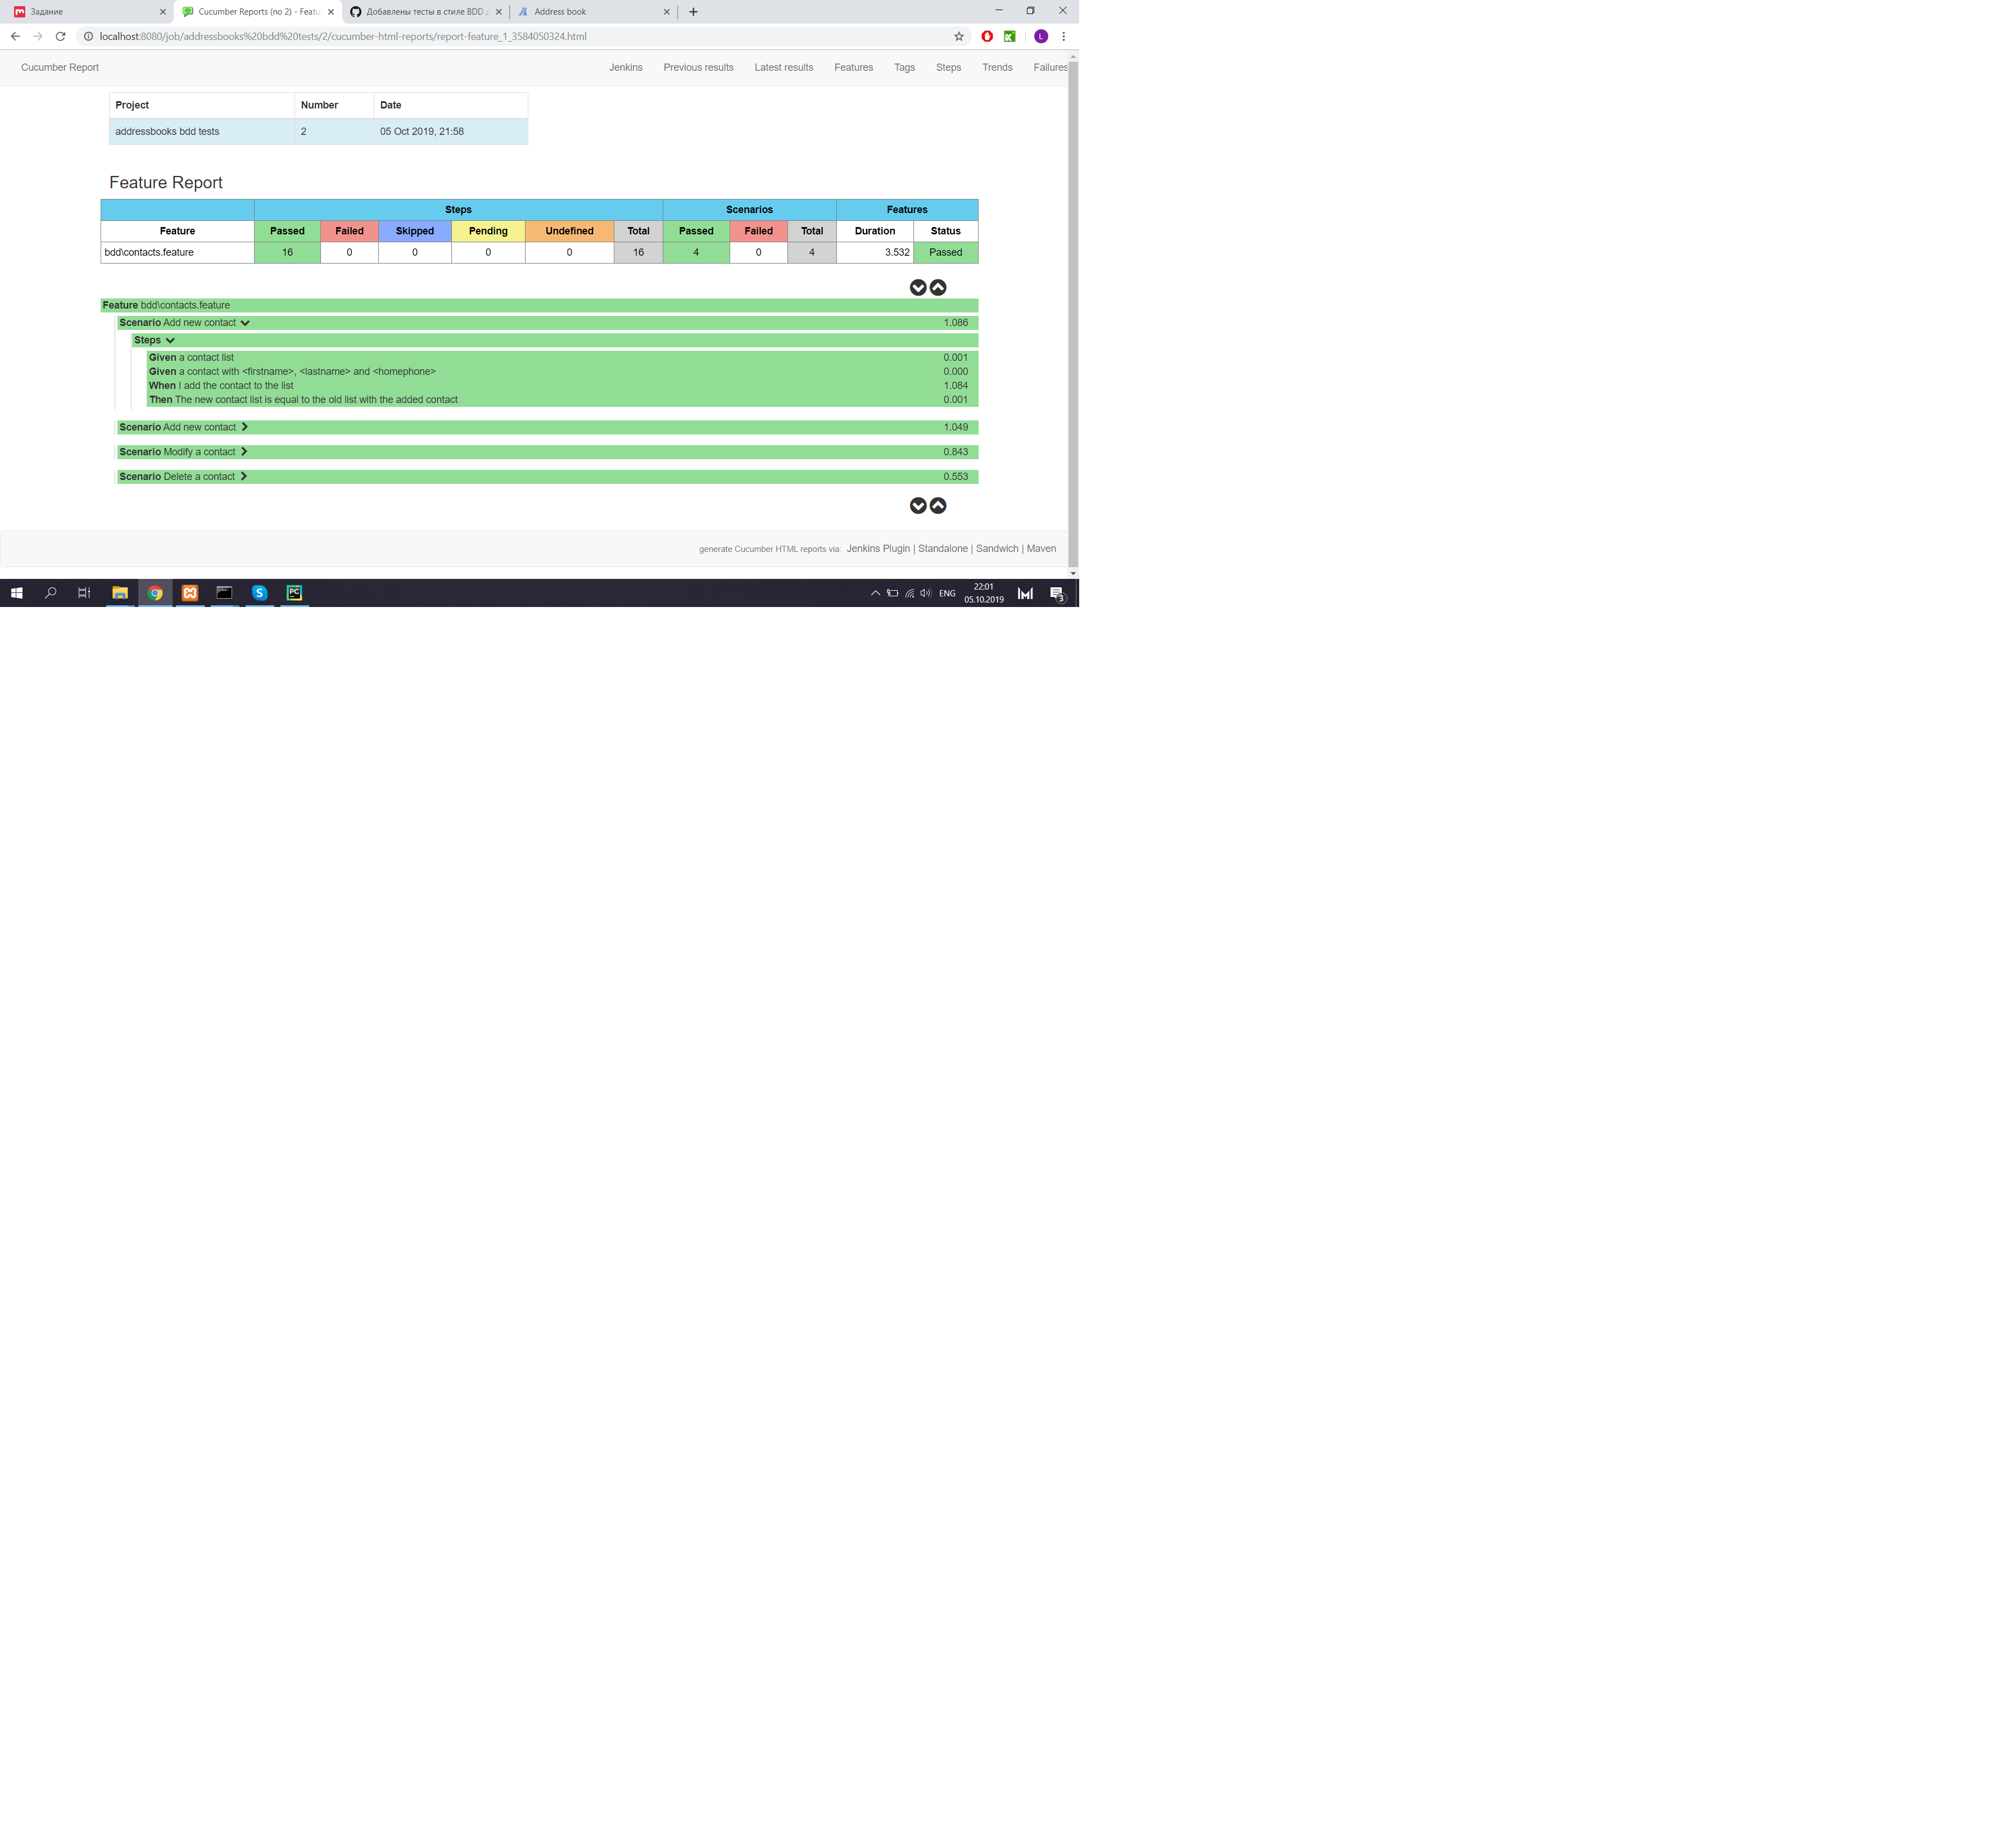 Задание
Cucumber Reports (no 2) - Featu
Добавлены тесты в стиле BDD
Address book
localhost:8080/job/addressbooks%20bdd%20tests/2/cucumber-html-reports/report-feature_1_3584050324.html
L
Cucumber Report Jenkins Previous results Latest results Features Tags Steps Trends Failures
Project Number Date
addressbooks bdd tests 2 05 Oct 2019, 21:58
Feature Report
Steps Scenarios Features
Feature Passed Failed Skipped Pending Undefined Total Passed Failed Total Duration Status
bdd\contacts.feature 16 0 0 0 0 16 4 0 4 3.532 Passed
Feature bdd\contacts.feature
Scenario Add new contact 1.086
Steps
Given a contact list 0.001
Given a contact with <firstname>, <lastname> and <homephone> 0.000
When I add the contact to the list 1.084
Then The new contact list is equal to the old list with the added contact 0.001
Scenario Add new contact 1.049
Scenario Modify a contact 0.843
Scenario Delete a contact 0.553
generate Cucumber HTML reports via: Jenkins Plugin | Standalone | Sandwich | Maven
ENG
22:01
05.10.2019
3